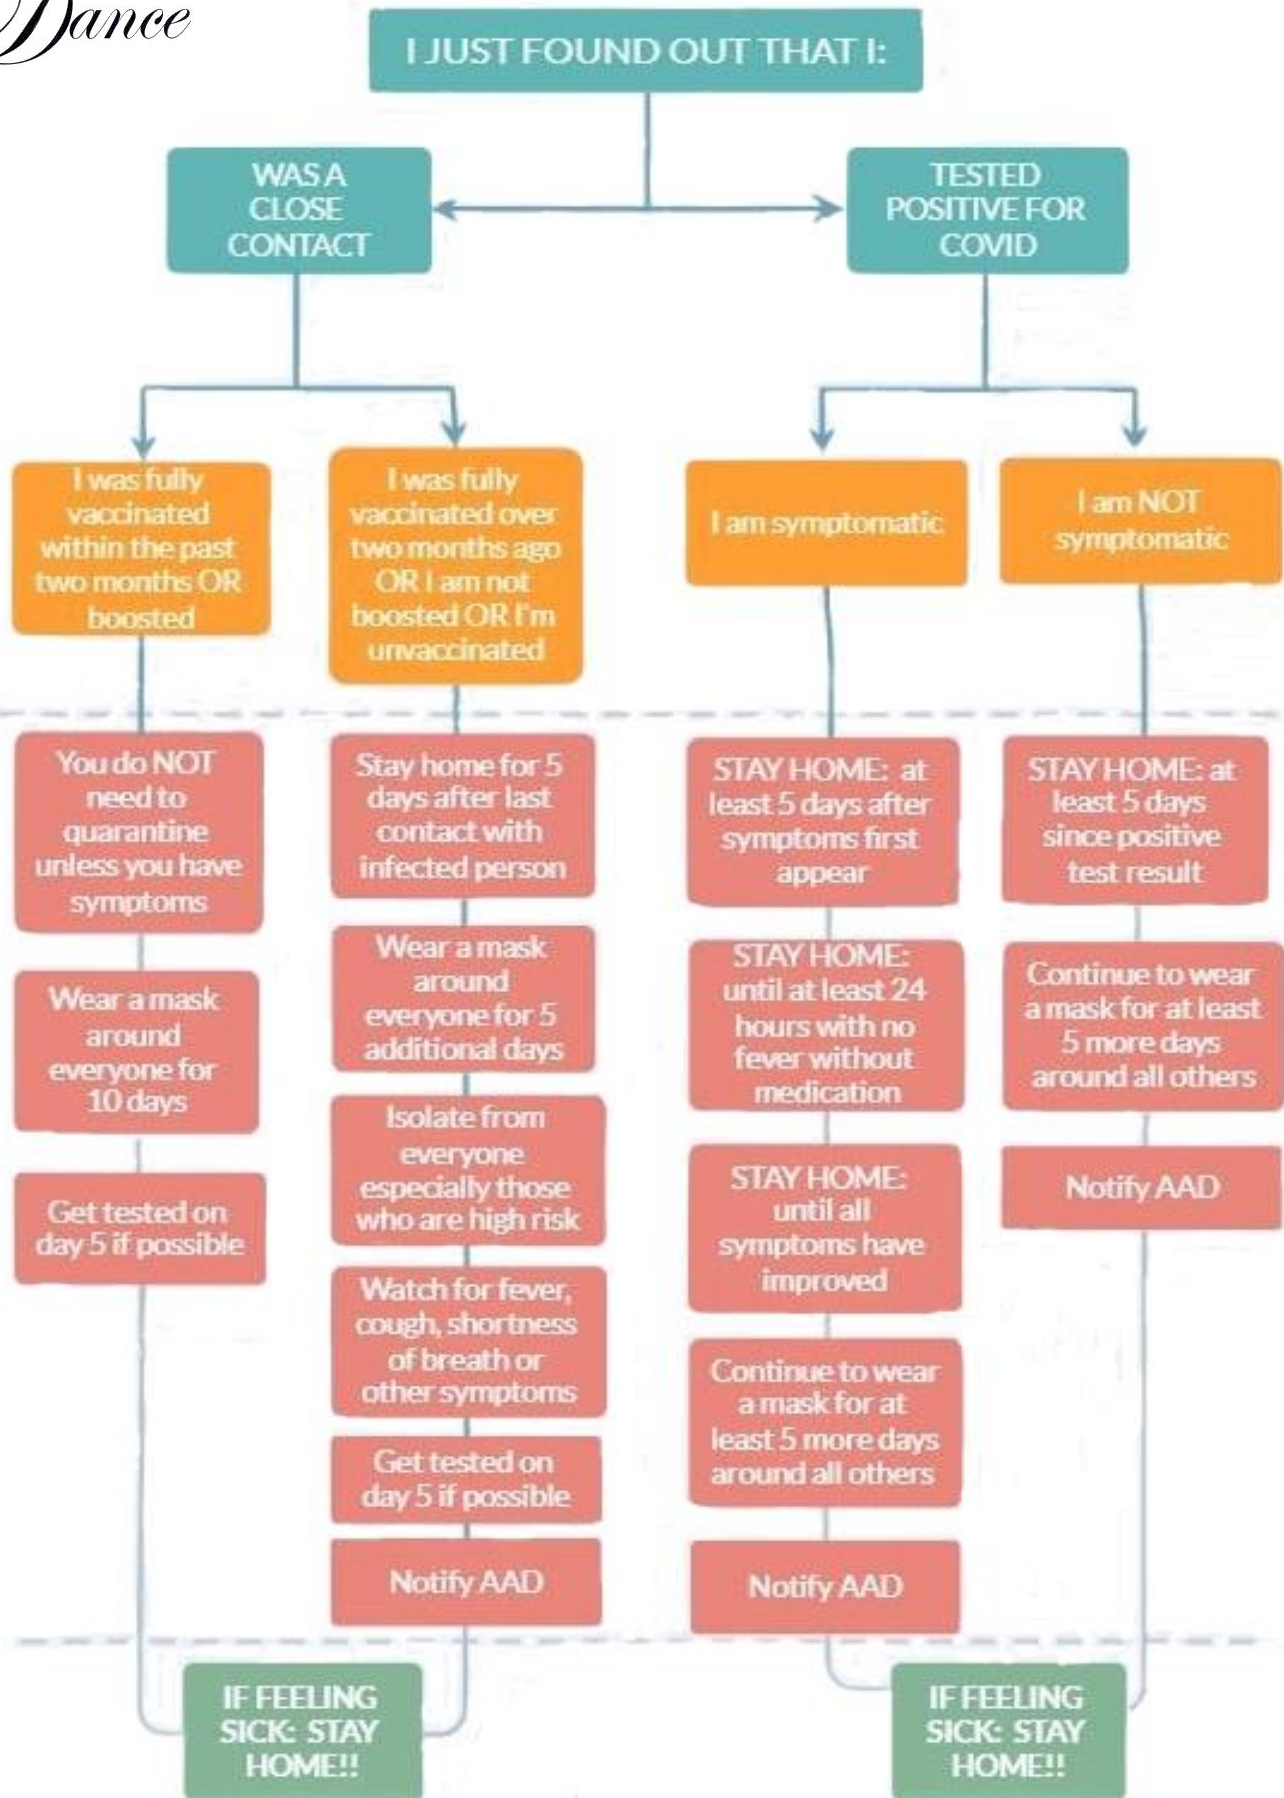 Dance
I JUST FOUND OUT THAT I:
WAS A
CLOSE
CONTACT
TESTED
POSITIVE FOR
COVID
I was fully
vaccinated
within the past
two months OR
boosted
I was fully
vaccinated over
two months ago
OR I am not
boosted OR I'm
unvaccinated
I am symptomatic
I am NOT
symptomatic
You do NOT
need to
quarantine
unless you have
symptoms
Wear a mask
around
everyone for
10 days
Get tested on
day 5 if possible
Stay home for 5
days after last
contact with
infected person
Wear a mask
around
everyone for 5
additional days
Isolate from
everyone
especially those
who are high risk
Watch for fever,
cough, shortness
of breath or
other symptoms
Get tested on
day 5 if possible
Notify AAD
STAY HOME: at
least 5 days after
symptoms first
appear
STAY HOME:
until at least 24
hours with no
fever without
medication
STAY HOME:
until all
symptoms have
improved
Continue to wear
a mask for at
least 5 more days
around all others
Notify AAD
STAY HOME: at
least 5 days
since positive
test result
Continue to wear
a mask for at least
5 more days
around all others
Notify AAD
IF FEELING
SICK: STAY
HOME!!
IF FEELING
SICK: STAY
HOME!!